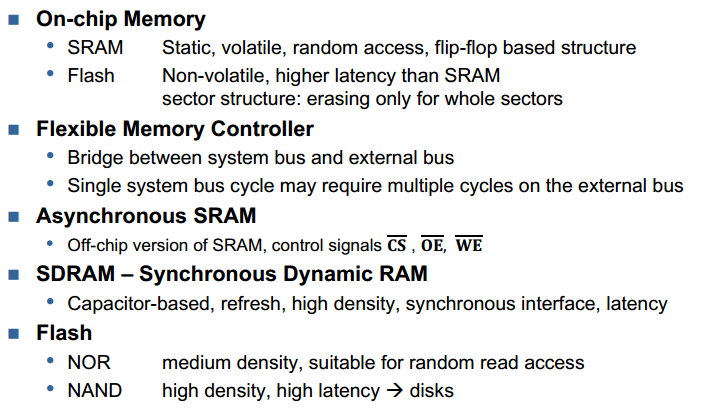 ■ On-chip Memory
• SRAM Static, volatile, random access, flip-flop based structure
• Flash Non-volatile, higher latency than SRAM
sector structure: erasing only for whole sectors
■ Flexible Memory Controller
• Bridge between system bus and external bus
• Single system bus cycle may require multiple cycles on the external bus
■ Asynchronous SRAM
• Off-chip version of SRAM, control signals C̅S̅ , O̅E̅, W̅E̅
■ SDRAM – Synchronous Dynamic RAM
• Capacitor-based, refresh, high density, synchronous interface, latency
■ Flash
• NOR medium density, suitable for random read access
• NAND high density, high latency → disks